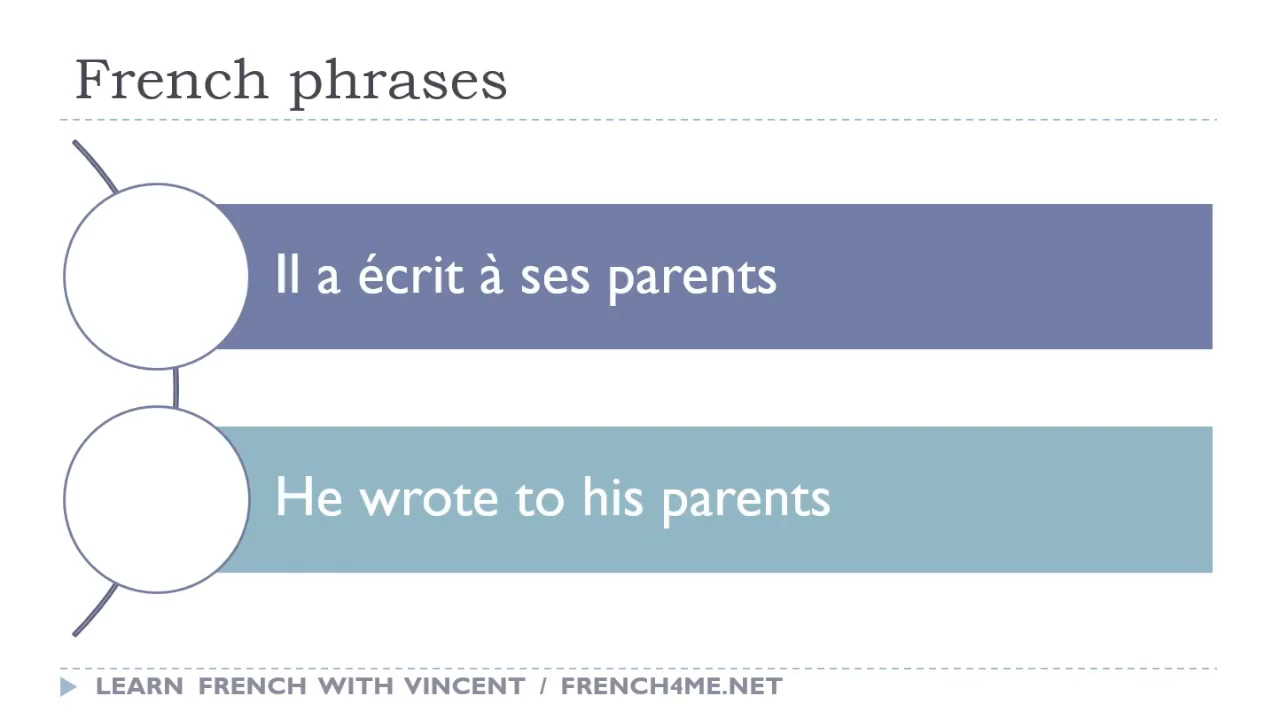 French phrases
Il a écrit à ses parents
He wrote to his parents
LEARN FRENCH WITH VINCENT / FRENCH4ME.NET